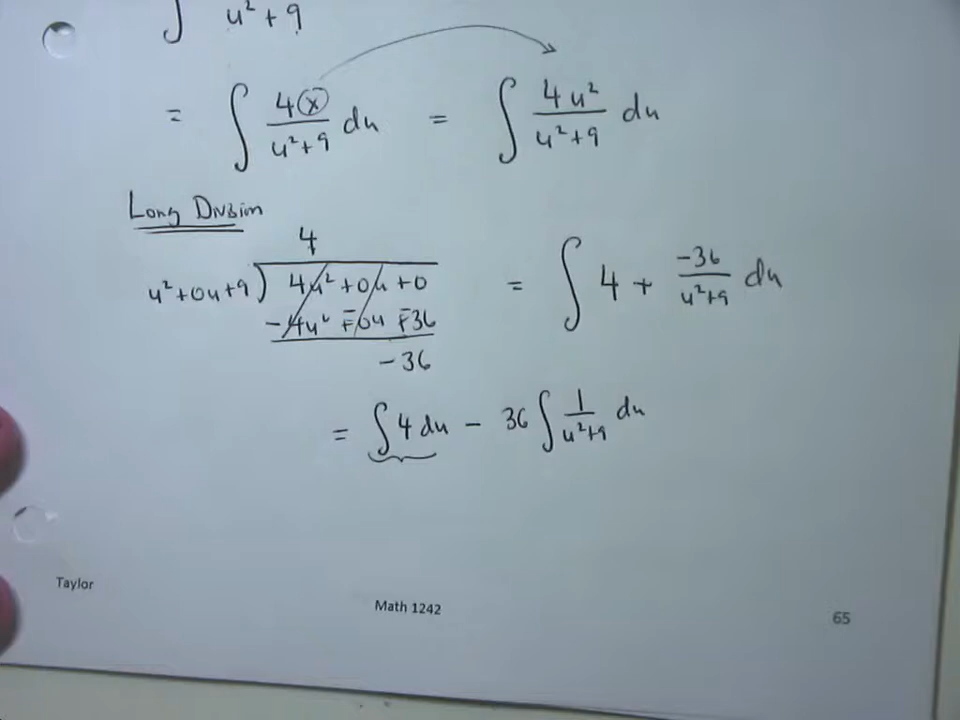 ∫ u² + 9
= ∫ 4(x)/(u²+9) du = ∫ 4u²/(u²+9) du
Long Division
4
u²+0u+9 ) 4u²+0u+0 = ∫ 4 + -36/(u²+9) du
-4u² ∓0u ∓36
-36
= ∫ 4 du - 36 ∫ 1/(u²+9) du
Taylor
Math 1242
65